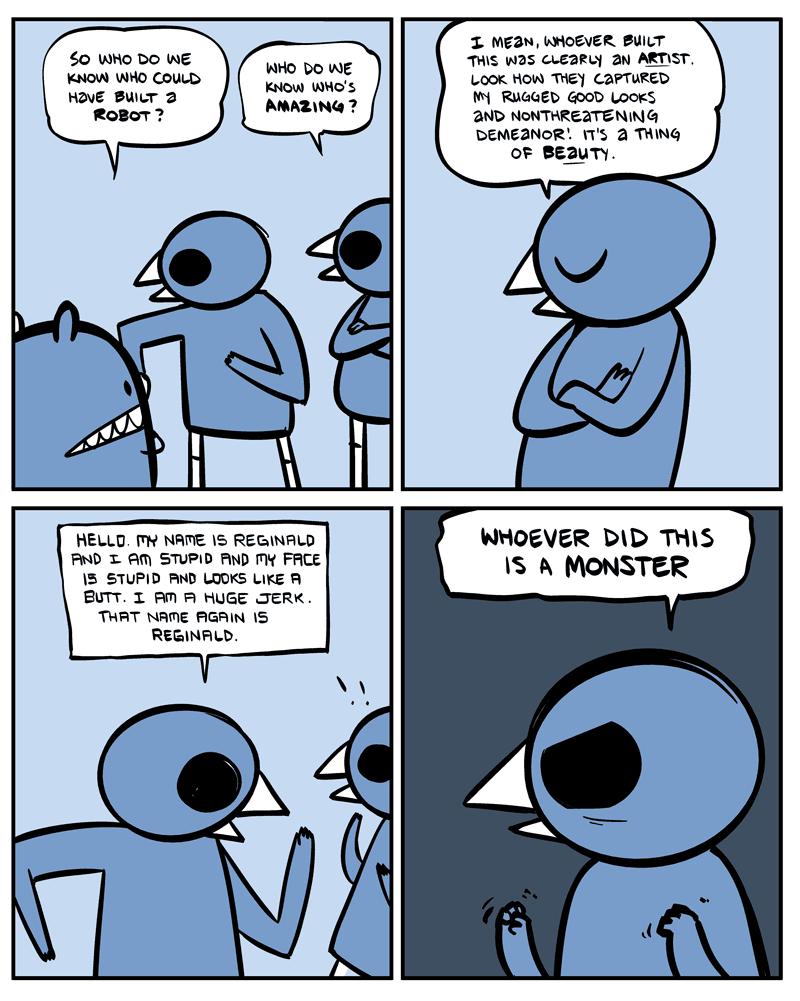 SO WHO DO WE
KNOW WHO COULD
HAVE BUILT A
ROBOT?
WHO DO WE
KNOW WHO'S
AMAZING?
I MEAN, WHOEVER BUILT
THIS WAS CLEARLY AN ARTIST.
LOOK HOW THEY CAPTURED
MY RUGGED GOOD LOOKS
AND NONTHREATENING
DEMEANOR! IT'S A THING
OF BEAUTY.
HELLO. MY NAME IS REGINALD
AND I AM STUPID AND MY FACE
IS STUPID AND LOOKS LIKE A
BUTT. I AM A HUGE JERK.
THAT NAME AGAIN IS
REGINALD.
WHOEVER DID THIS
IS A MONSTER